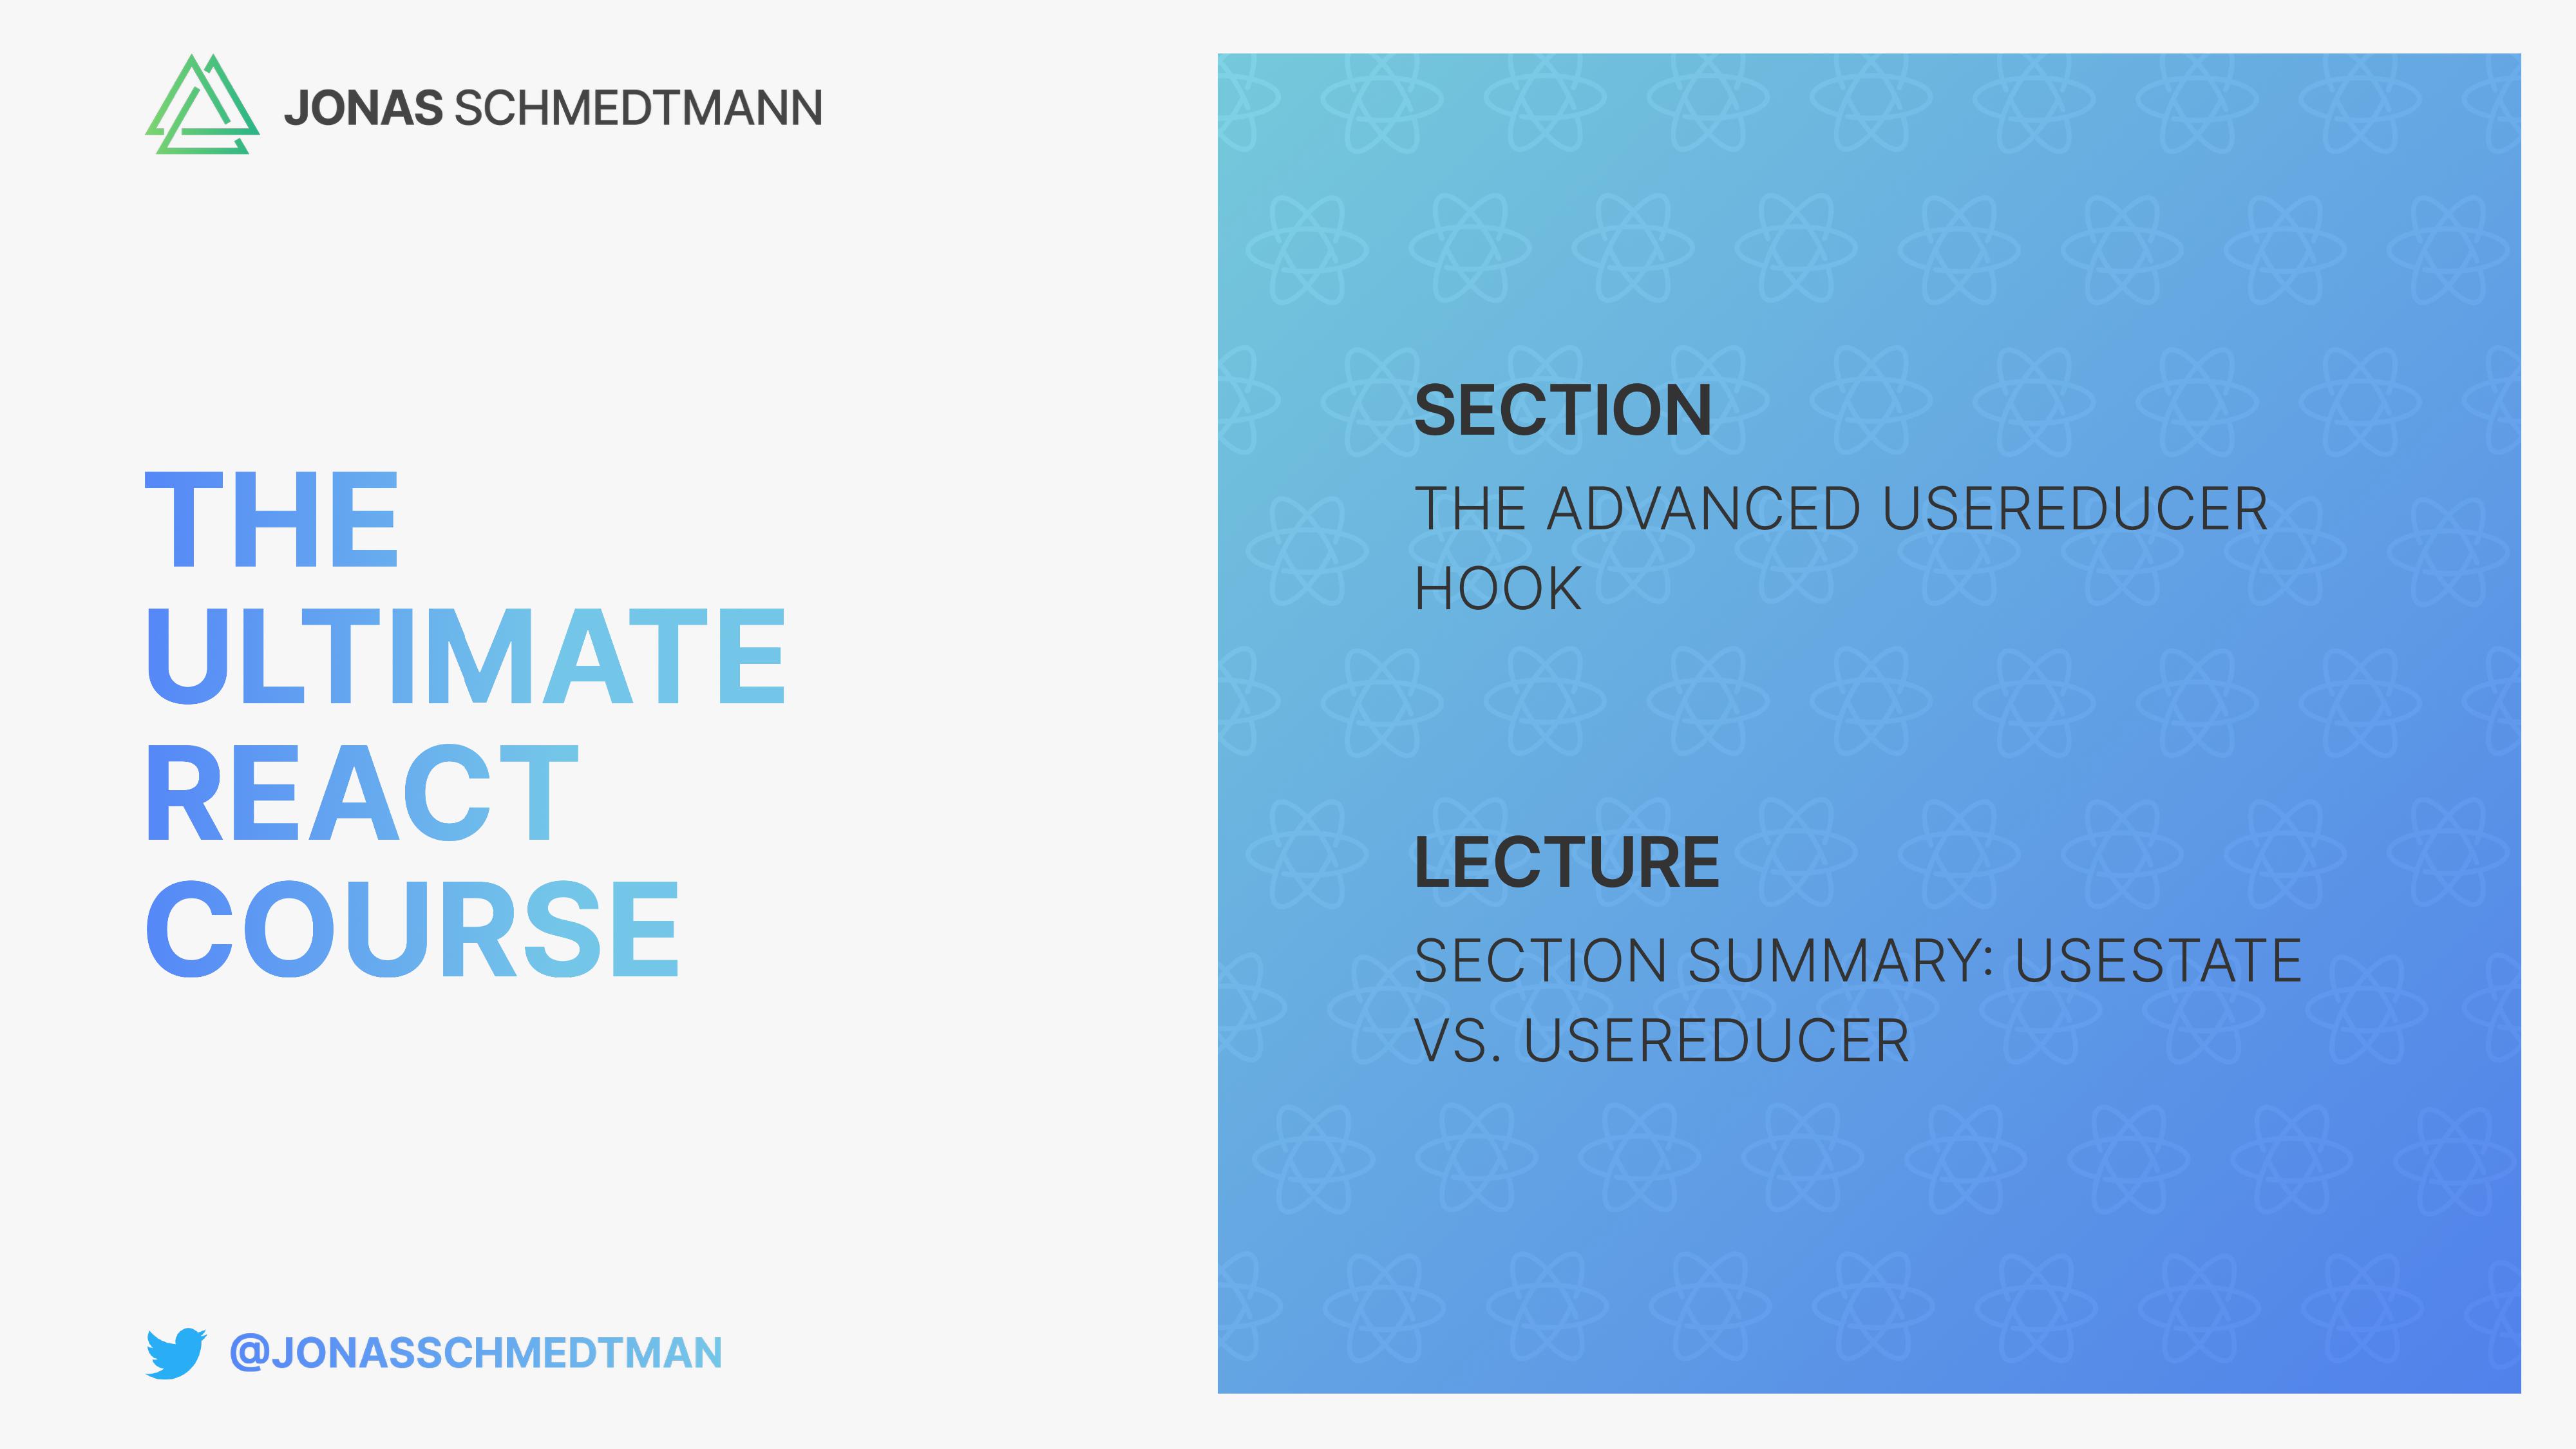 JONAS SCHMEDTMANN
THE
ULTIMATE
REACT
COURSE
@JONASSCHMEDTMAN
SECTION
THE ADVANCED USEREDUCER
HOOK
LECTURE
SECTION SUMMARY: USESTATE
VS. USEREDUCER